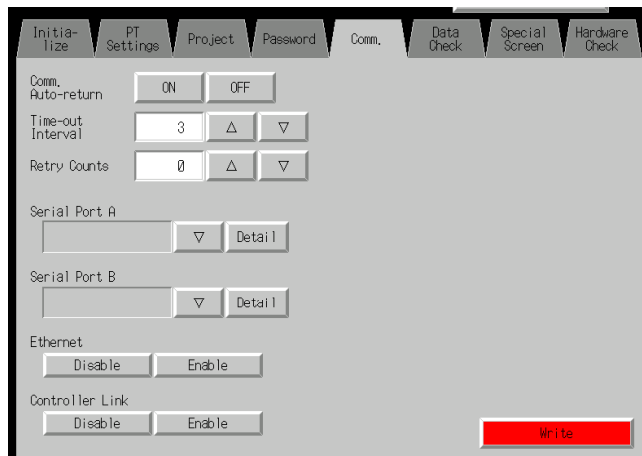 Initia-
lize
PT
Settings
Project
Password
Comm.
Data
Check
Special
Screen
Hardware
Check
Comm.
Auto-return
ON
OFF
Time-out
Interval
3
△
▽
Retry Counts
0
△
▽
Serial Port A
▽
Detail
Serial Port B
▽
Detail
Ethernet
Disable
Enable
Controller Link
Disable
Enable
Write